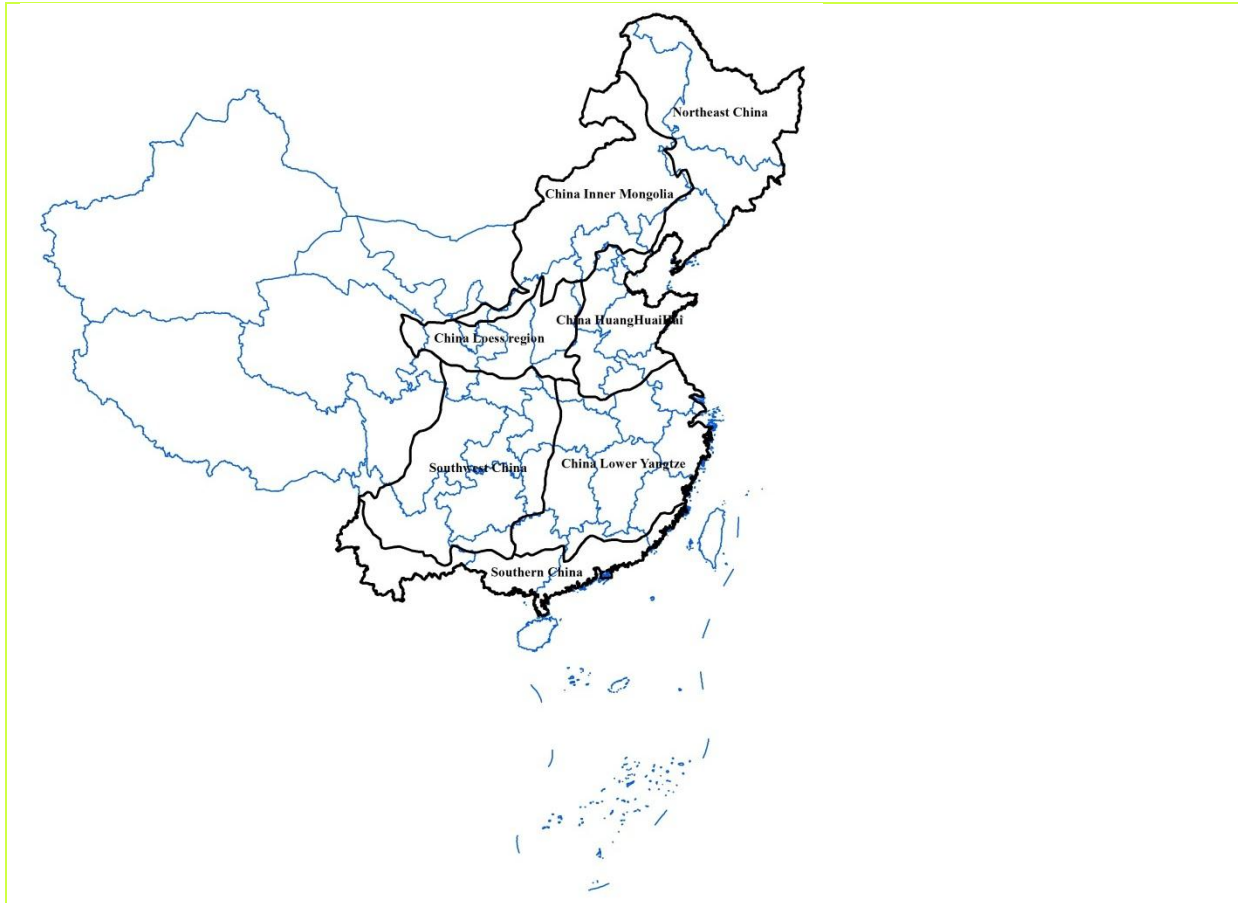 Northeast China
China Inner Mongolia
China HuangHuaiHai
China Loess region
China Lower Yangtze
Southwest China
Southern China